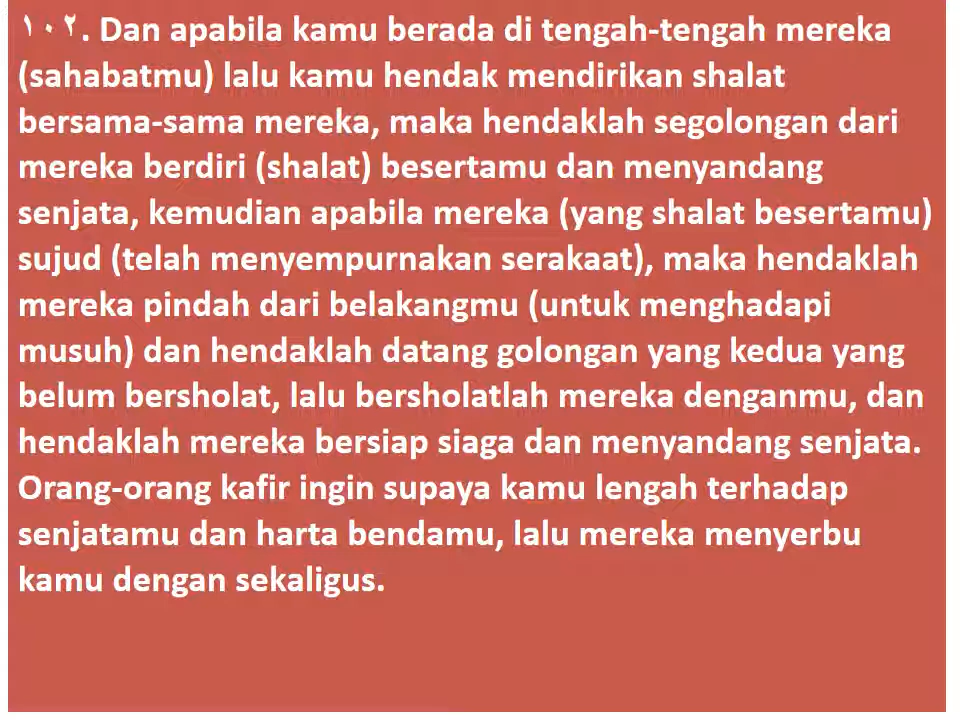 ١٠٢. Dan apabila kamu berada di tengah-tengah mereka
(sahabatmu) lalu kamu hendak mendirikan shalat
bersama-sama mereka, maka hendaklah segolongan dari
mereka berdiri (shalat) besertamu dan menyandang
senjata, kemudian apabila mereka (yang shalat besertamu)
sujud (telah menyempurnakan serakaat), maka hendaklah
mereka pindah dari belakangmu (untuk menghadapi
musuh) dan hendaklah datang golongan yang kedua yang
belum bersholat, lalu bersholatlah mereka denganmu, dan
hendaklah mereka bersiap siaga dan menyandang senjata.
Orang-orang kafir ingin supaya kamu lengah terhadap
senjatamu dan harta bendamu, lalu mereka menyerbu
kamu dengan sekaligus.